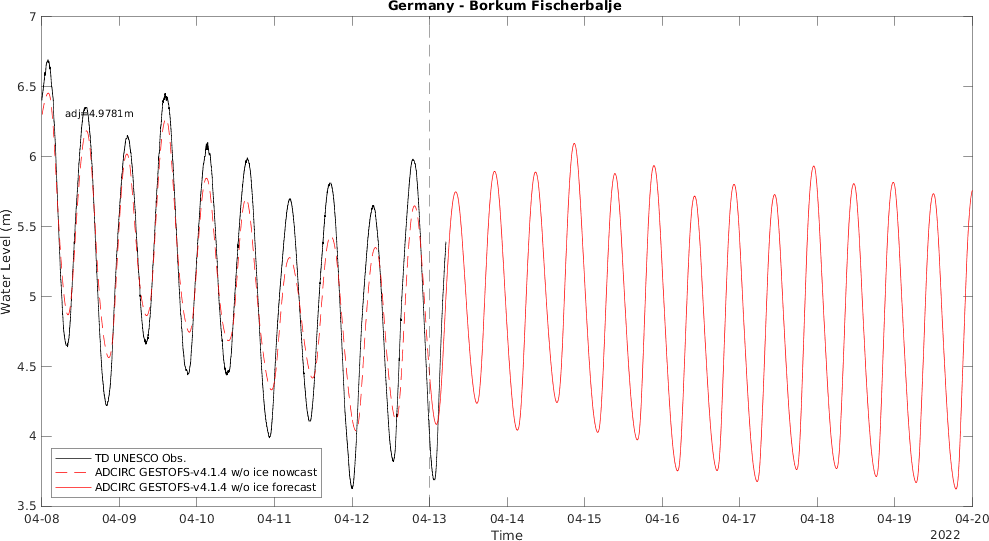 Germany - Borkum Fischerbalje
7
6.5
6
5.5
5
4.5
4
3.5
Water Level (m)
adj=4.9781m
TD UNESCO Obs.
ADCIRC GESTOFS-v4.1.4 w/o ice nowcast
ADCIRC GESTOFS-v4.1.4 w/o ice forecast
04-08 04-09 04-10 04-11 04-12 04-13 04-14 04-15 04-16 04-17 04-18 04-19 04-20
Time
2022